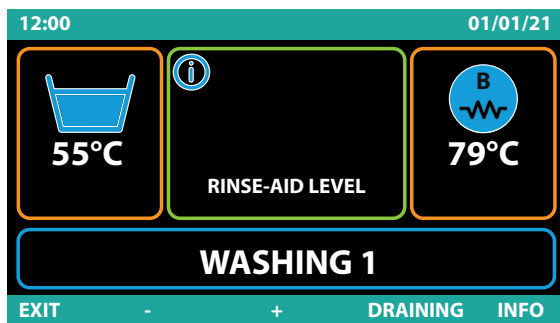 12:00 01/01/21
B
55°C
79°C
RINSE-AID LEVEL
WASHING 1
EXIT - + DRAINING INFO